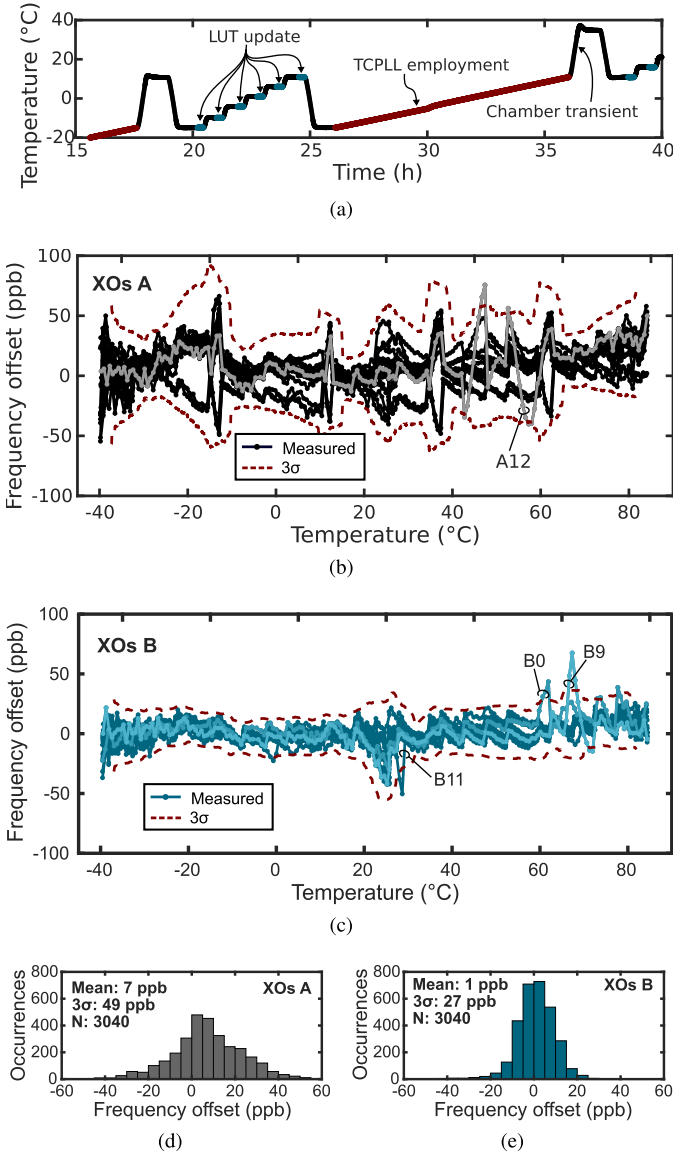 40
20
0
-20
Temperature (°C)
LUT update
TCPLL employment
Chamber transient
15 20 25 30 35 40
Time (h)
(a)
100
50
0
-50
-100
Frequency offset (ppb)
XOs A
Measured
3σ
A12
-40 -20 0 20 40 60 80
Temperature (°C)
(b)
100
50
0
-50
-100
Frequency offset (ppb)
XOs B
B0
B9
B11
Measured
3σ
-40 -20 0 20 40 60 80
Temperature (°C)
(c)
800
600
400
200
0
Occurrences
Mean: 7 ppb
3σ: 49 ppb
N: 3040
XOs A
-60 -40 -20 0 20 40 60
Frequency offset (ppb)
(d)
800
600
400
200
0
Occurrences
Mean: 1 ppb
3σ: 27 ppb
N: 3040
XOs B
-60 -40 -20 0 20 40 60
Frequency offset (ppb)
(e)